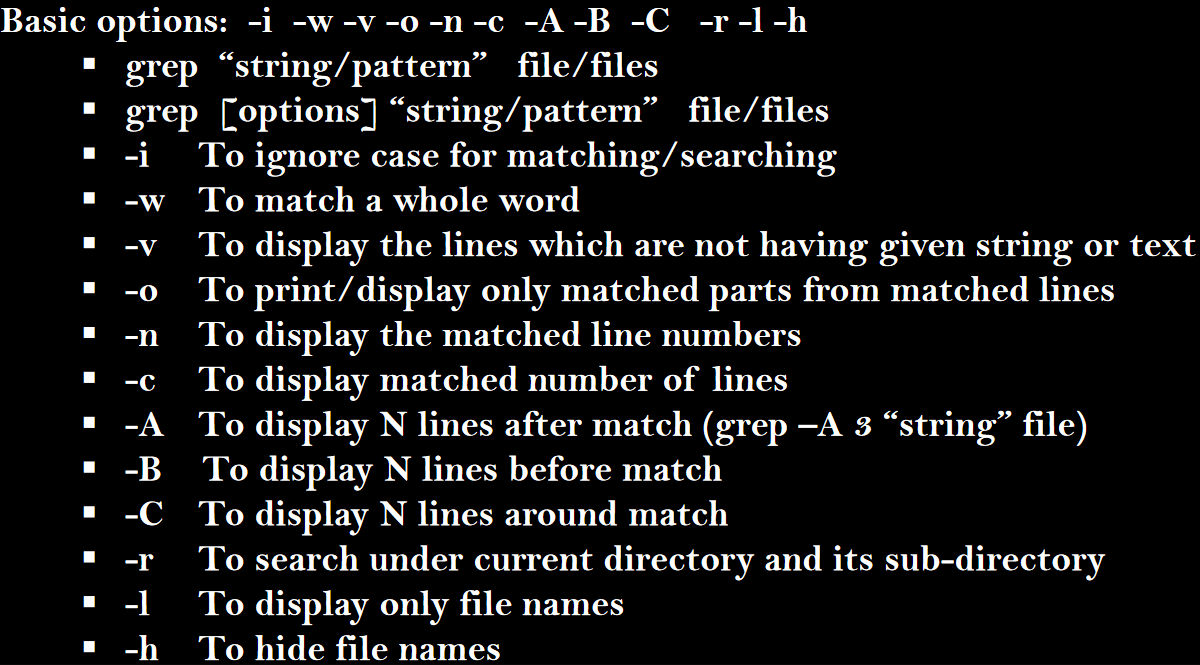 Basic options:  -i  -w -v -o -n -c  -A -B  -C   -r -l -h
▪ grep  “string/pattern”   file/files
▪ grep  [options] “string/pattern”   file/files
▪ -i     To ignore case for matching/searching
▪ -w   To match a whole word
▪ -v    To display the lines which are not having given string or text
▪ -o    To print/display only matched parts from matched lines
▪ -n    To display the matched line numbers
▪ -c    To display matched number of lines
▪ -A    To display N lines after match (grep –A 3 “string” file)
▪ -B    To display N lines before match
▪ -C    To display N lines around match
▪ -r     To search under current directory and its sub-directory
▪ -l     To display only file names
▪ -h    To hide file names